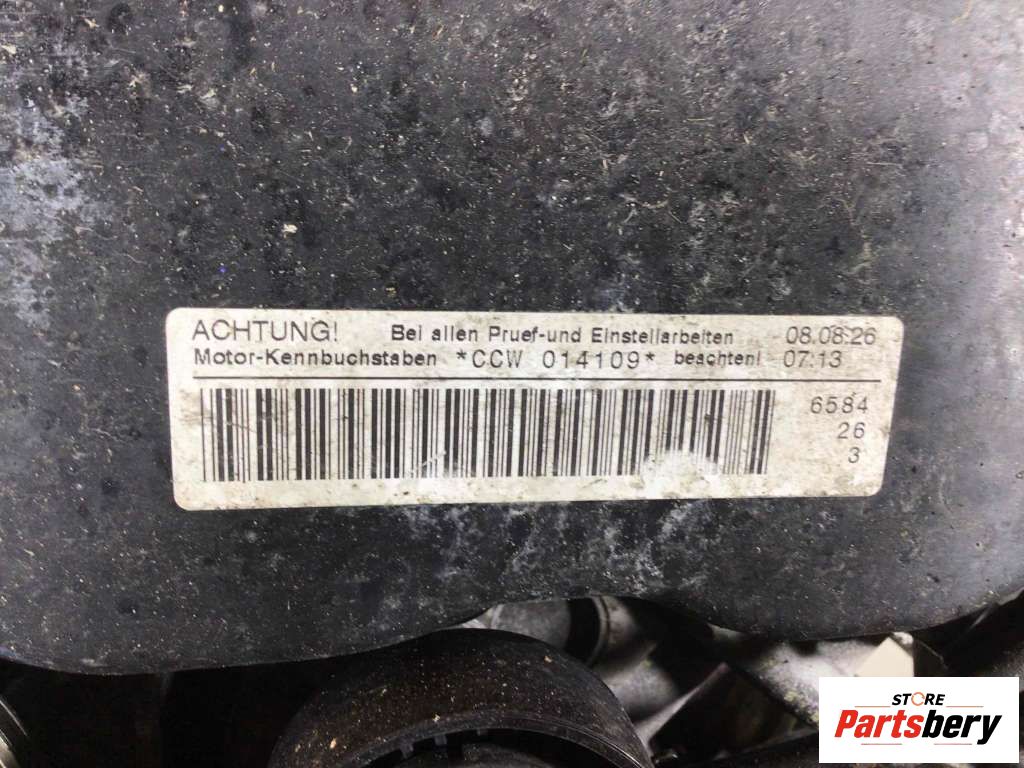 ACHTUNG! Bei allen Pruef-und Einstellarbeiten 08.08.26
Motor-Kennbuchstaben *CCW 014109* beachten! 07:13
6584
26
3
STORE
Partsbery